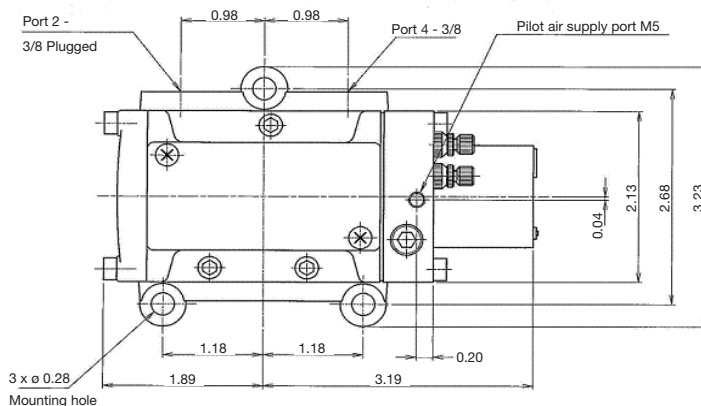 Port 2 -
3/8 Plugged
0.98
0.98
Port 4 - 3/8
Pilot air supply port M5
0.04
2.13
2.68
3.23
1.18
1.18
0.20
3 x ø 0.28
Mounting hole
1.89
3.19